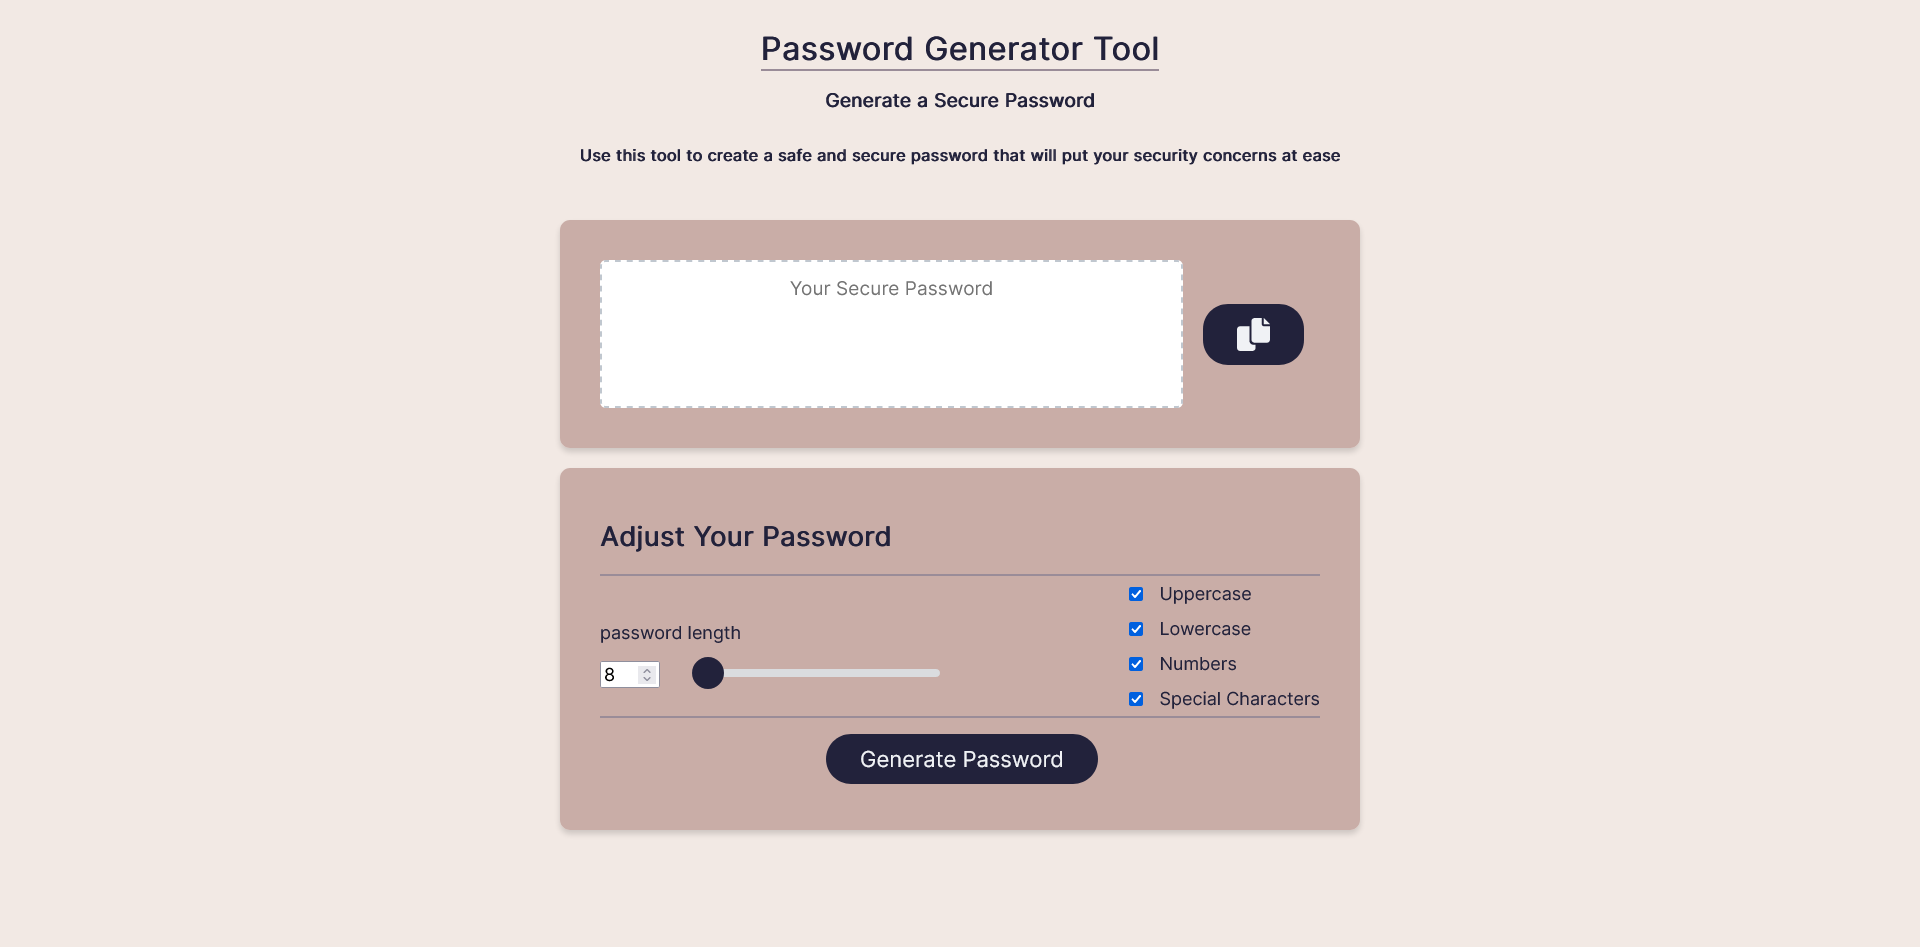 Password Generator Tool
Generate a Secure Password
Use this tool to create a safe and secure password that will put your security concerns at ease
Your Secure Password
Adjust Your Password
password length
8
Uppercase
Lowercase
Numbers
Special Characters
Generate Password